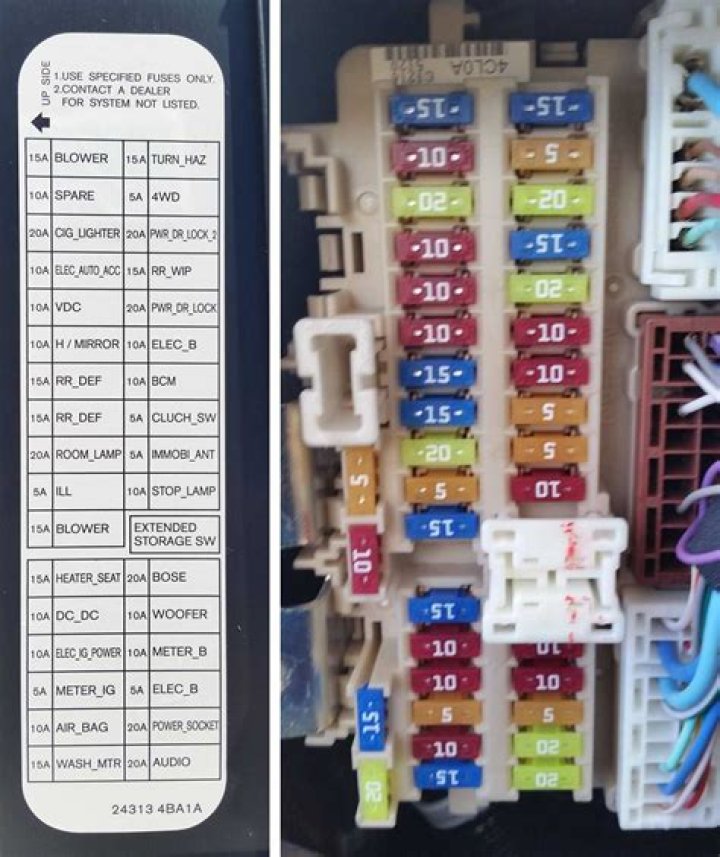 UP SIDE
1.USE SPECIFIED FUSES ONLY.
2.CONTACT A DEALER
FOR SYSTEM NOT LISTED.
15A BLOWER 15A TURN_HAZ
10A SPARE 5A 4WD
20A CIG_LIGHTER 20A PWR_DR_LOCK_2
10A ELEC_AUTO_ACC 15A RR_WIP
10A VDC 20A PWR_DR_LOCK
10A H/MIRROR 10A ELEC_B
15A RR_DEF 10A BCM
15A RR_DEF 5A CLUCH_SW
20A ROOM_LAMP 5A IMMOBI_ANT
5A ILL 10A STOP_LAMP
15A BLOWER EXTENDED
STORAGE SW
15A HEATER_SEAT 20A BOSE
10A DC_DC 10A WOOFER
10A ELEC_IG_POWER 10A METER_B
5A METER_IG 5A ELEC_B
10A AIR_BAG 20A POWER_SOCKET
15A WASH_MTR 20A AUDIO
24313 4BA1A
4CL0A
15 15
10 5
20 20
10 15
10 20
10 10
15 10
15 5
20 5
5 5 10
15
10
15
10 10
10 10
5 5
15
10 20
15 20
20